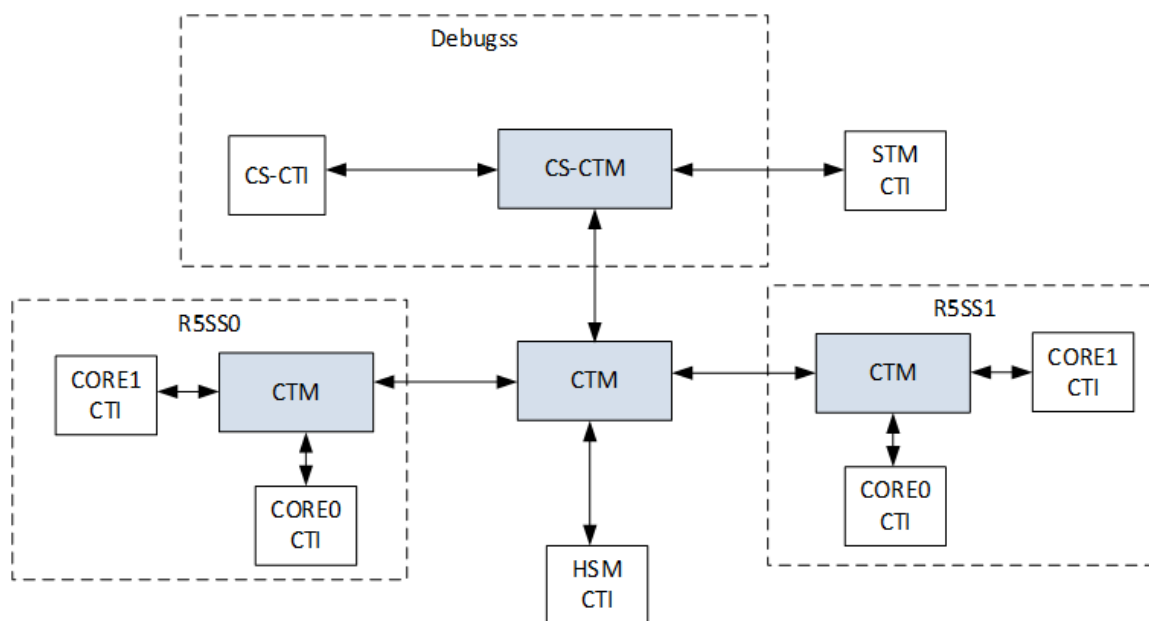 Debugss
CS-CTI
CS-CTM
STM
CTI
R5SS0
CORE1
CTI
CTM
CORE0
CTI
CTM
HSM
CTI
R5SS1
CTM
CORE1
CTI
CORE0
CTI